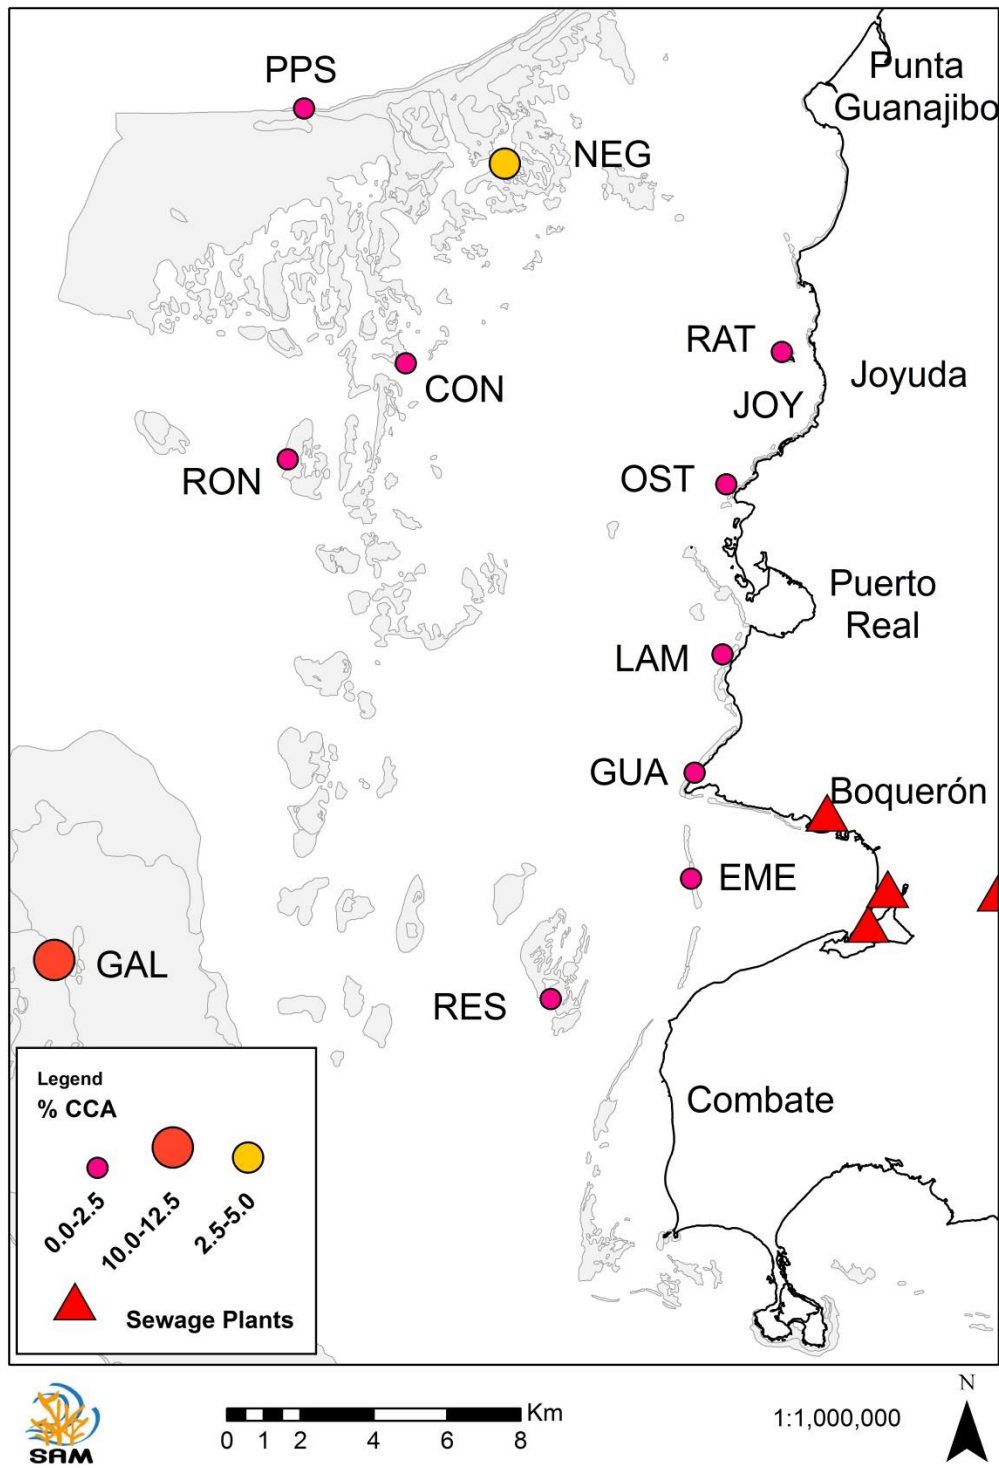 PPS
Punta
Guanajibo
NEG
RAT
Joyuda
CON
JOY
RON
OST
Puerto
Real
LAM
GUA
Boquerón
EME
GAL
RES
Legend
% CCA
Combate
0.0-2.5
10.0-12.5
2.5-5.0
Sewage Plants
SAM
0 1 2 4 6 8
Km
1:1,000,000
N